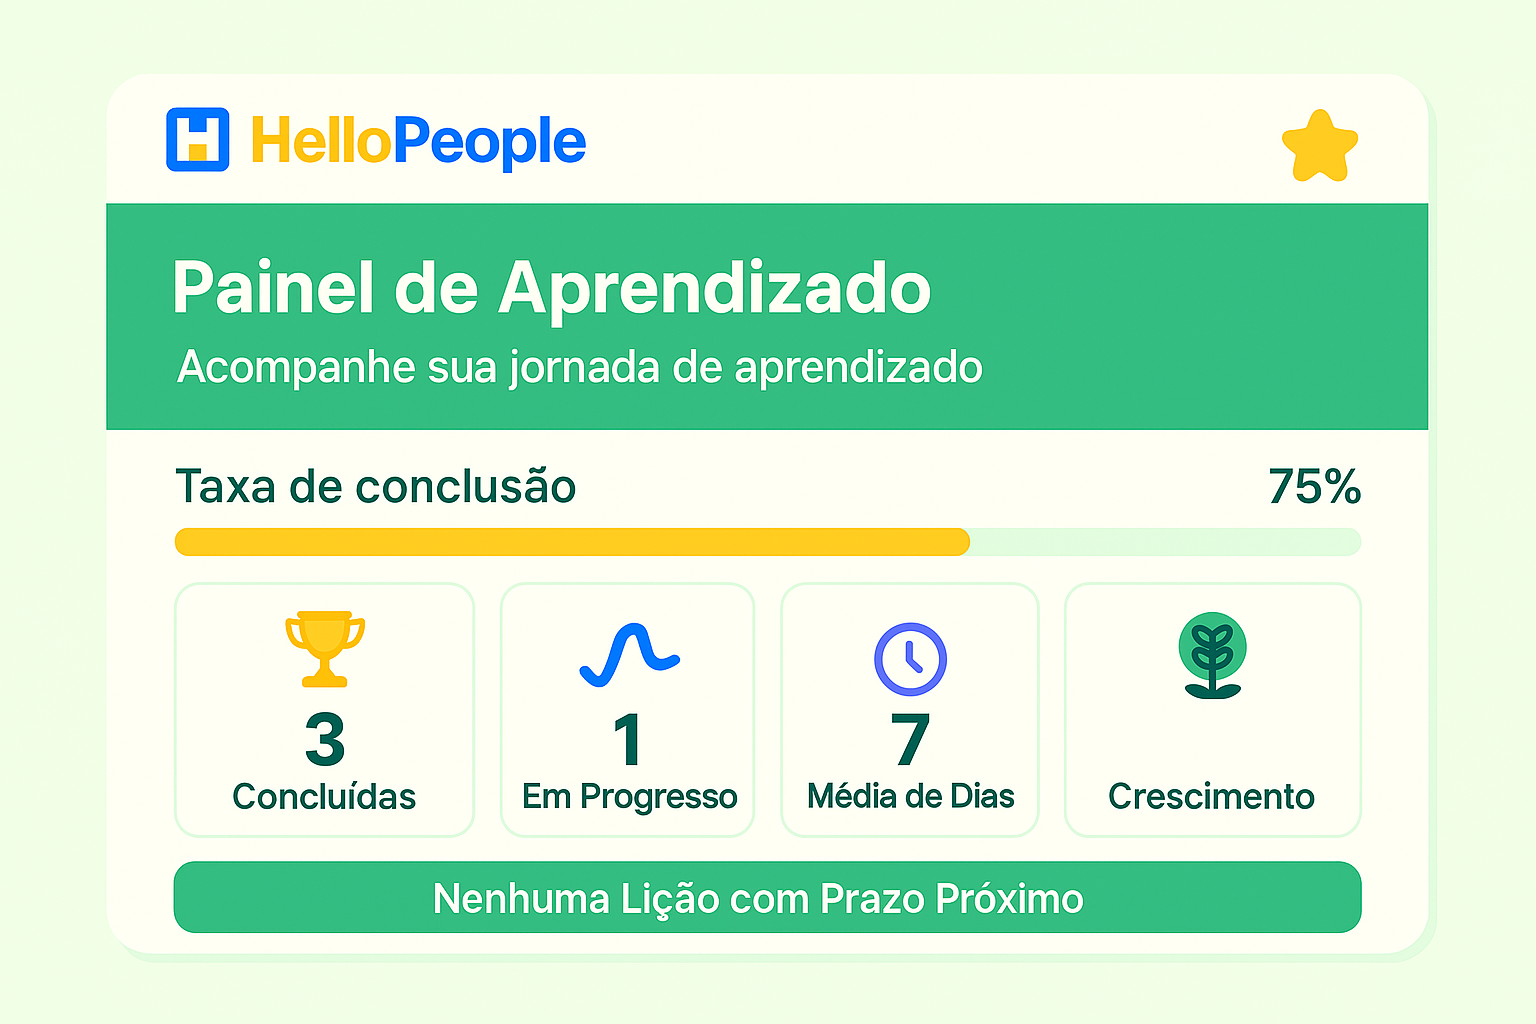 HelloPeople
Painel de Aprendizado
Acompanhe sua jornada de aprendizado
Taxa de conclusão 75%
3
Concluídas
1
Em Progresso
7
Média de Dias
Crescimento
Nenhuma Lição com Prazo Próximo